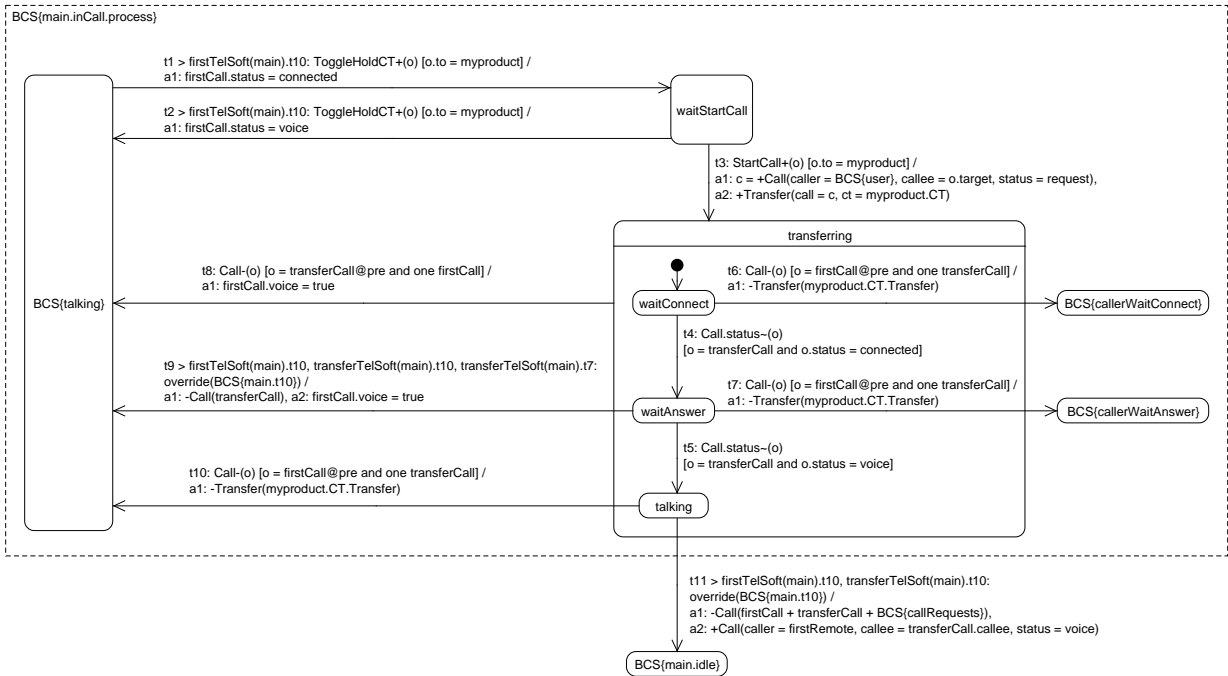 BCS{main.inCall.process}
t1 > firstTelSoft(main).t10: ToggleHoldCT+(o) [o.to = myproduct] /
a1: firstCall.status = connected
t2 > firstTelSoft(main).t10: ToggleHoldCT+(o) [o.to = myproduct] /
a1: firstCall.status = voice
waitStartCall
t3: StartCall+(o) [o.to = myproduct] /
a1: c = +Call(caller = BCS{user}, callee = o.target, status = request),
a2: +Transfer(call = c, ct = myproduct.CT)
transferring
t8: Call-(o) [o = transferCall@pre and one firstCall] /
a1: firstCall.voice = true
t6: Call-(o) [o = firstCall@pre and one transferCall] /
a1: -Transfer(myproduct.CT.Transfer)
BCS{talking}
waitConnect
BCS{callerWaitConnect}
t4: Call.status~(o)
[o = transferCall and o.status = connected]
t9 > firstTelSoft(main).t10, transferTelSoft(main).t10, transferTelSoft(main).t7:
override(BCS{main.t10}) /
a1: -Call(transferCall), a2: firstCall.voice = true
t7: Call-(o) [o = firstCall@pre and one transferCall] /
a1: -Transfer(myproduct.CT.Transfer)
waitAnswer
BCS{callerWaitAnswer}
t5: Call.status~(o)
[o = transferCall and o.status = voice]
t10: Call-(o) [o = firstCall@pre and one transferCall] /
a1: -Transfer(myproduct.CT.Transfer)
talking
t11 > firstTelSoft(main).t10, transferTelSoft(main).t10:
override(BCS{main.t10}) /
a1: -Call(firstCall + transferCall + BCS{callRequests}),
a2: +Call(caller = firstRemote, callee = transferCall.callee, status = voice)
BCS{main.idle}